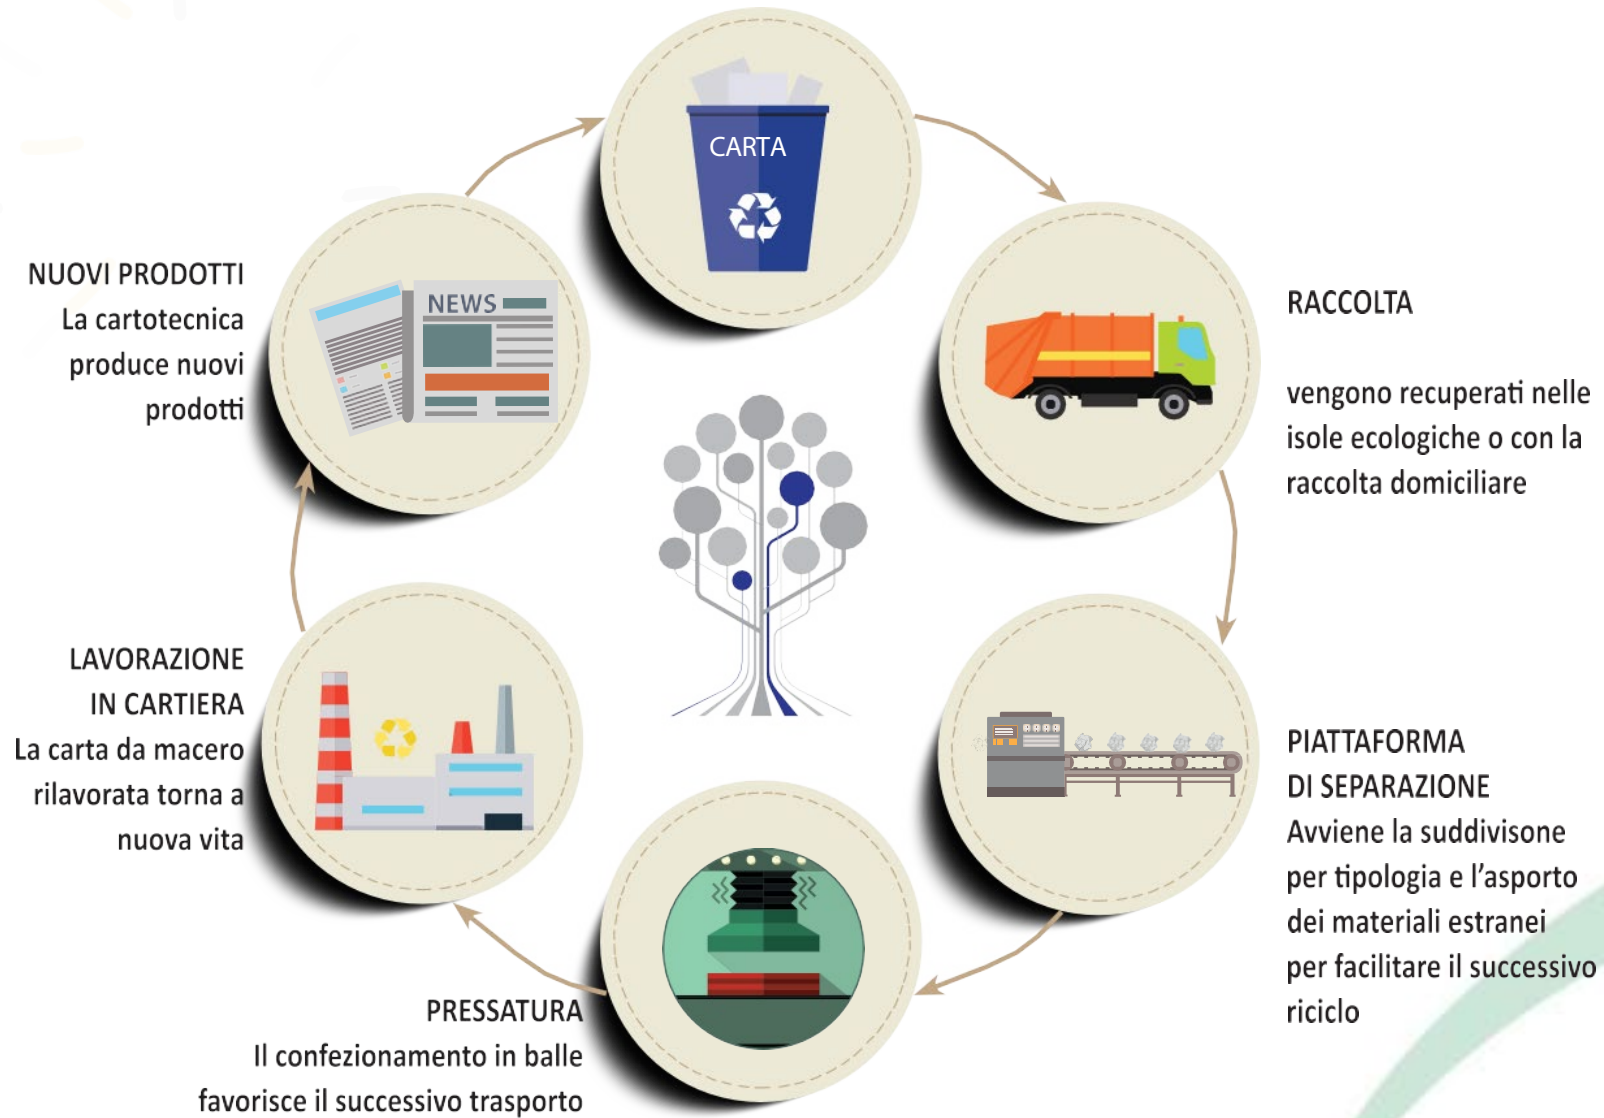 CARTA
RACCOLTA
vengono recuperati nelle
isole ecologiche o con la
raccolta domiciliare
PIATTAFORMA
DI SEPARAZIONE
Avviene la suddivisone
per tipologia e l’asporto
dei materiali estranei
per facilitare il successivo
riciclo
PRESSATURA
Il confezionamento in balle
favorisce il successivo trasporto
LAVORAZIONE
IN CARTIERA
La carta da macero
rilavorata torna a
nuova vita
NUOVI PRODOTTI
La cartotecnica
produce nuovi
prodotti
NEWS